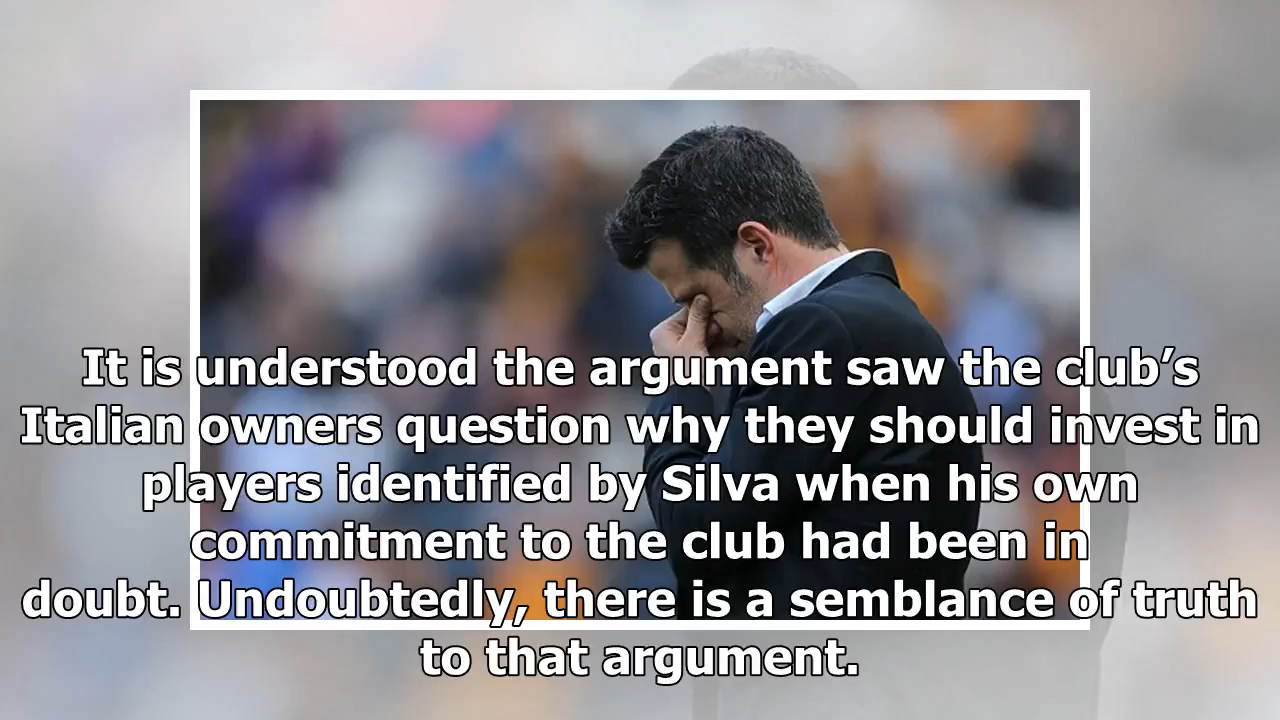 It is understood the argument saw the club’s
Italian owners question why they should invest in
players identified by Silva when his own
commitment to the club had been in
doubt. Undoubtedly, there is a semblance of truth
to that argument.